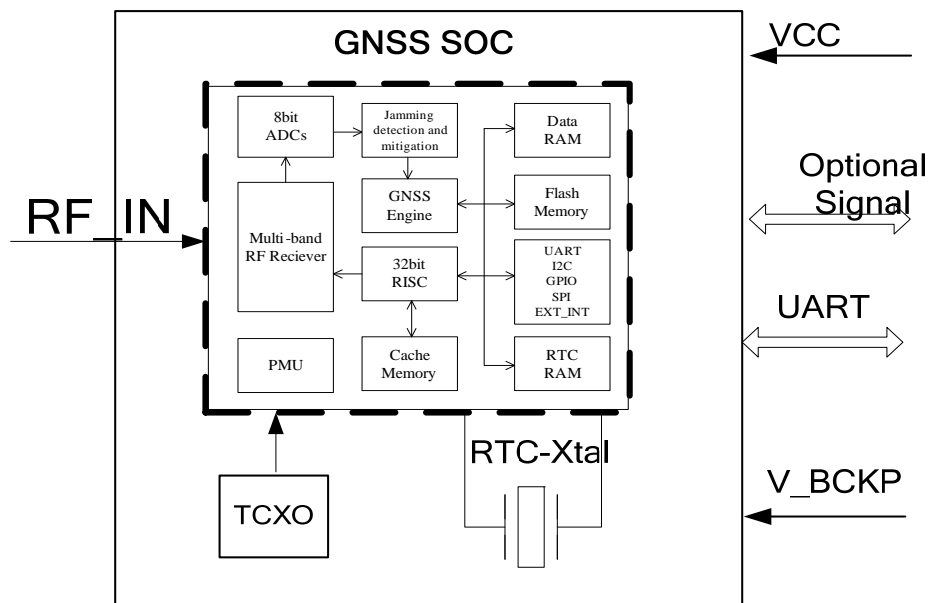 GNSS SOC
VCC
8bit
ADCs
Jamming
detection and
mitigation
Data
RAM
Optional
Signal
RF_IN
GNSS
Engine
Flash
Memory
Multi-band
RF Reciever
32bit
RISC
UART
I2C
GPIO
SPI
EXT_INT
UART
PMU
Cache
Memory
RTC
RAM
RTC-Xtal
TCXO
V_BCKP